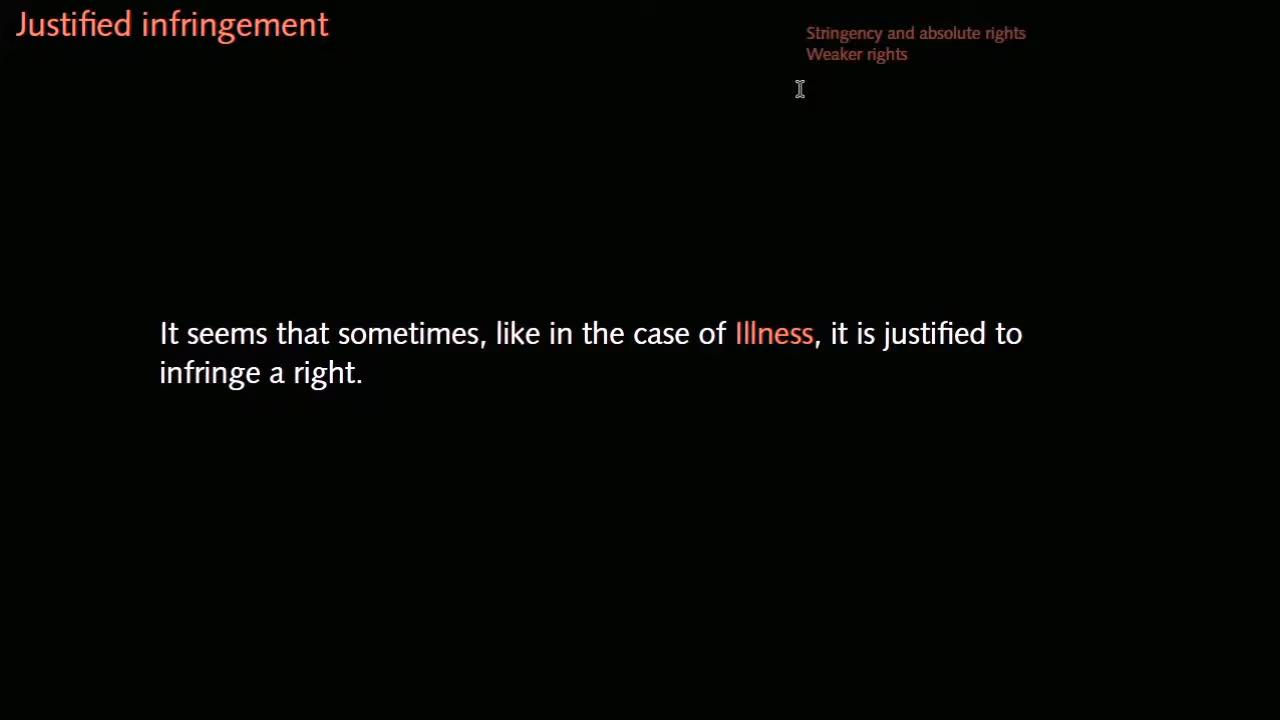 Justified infringement
Stringency and absolute rights
Weaker rights
It seems that sometimes, like in the case of Illness, it is justified to
infringe a right.